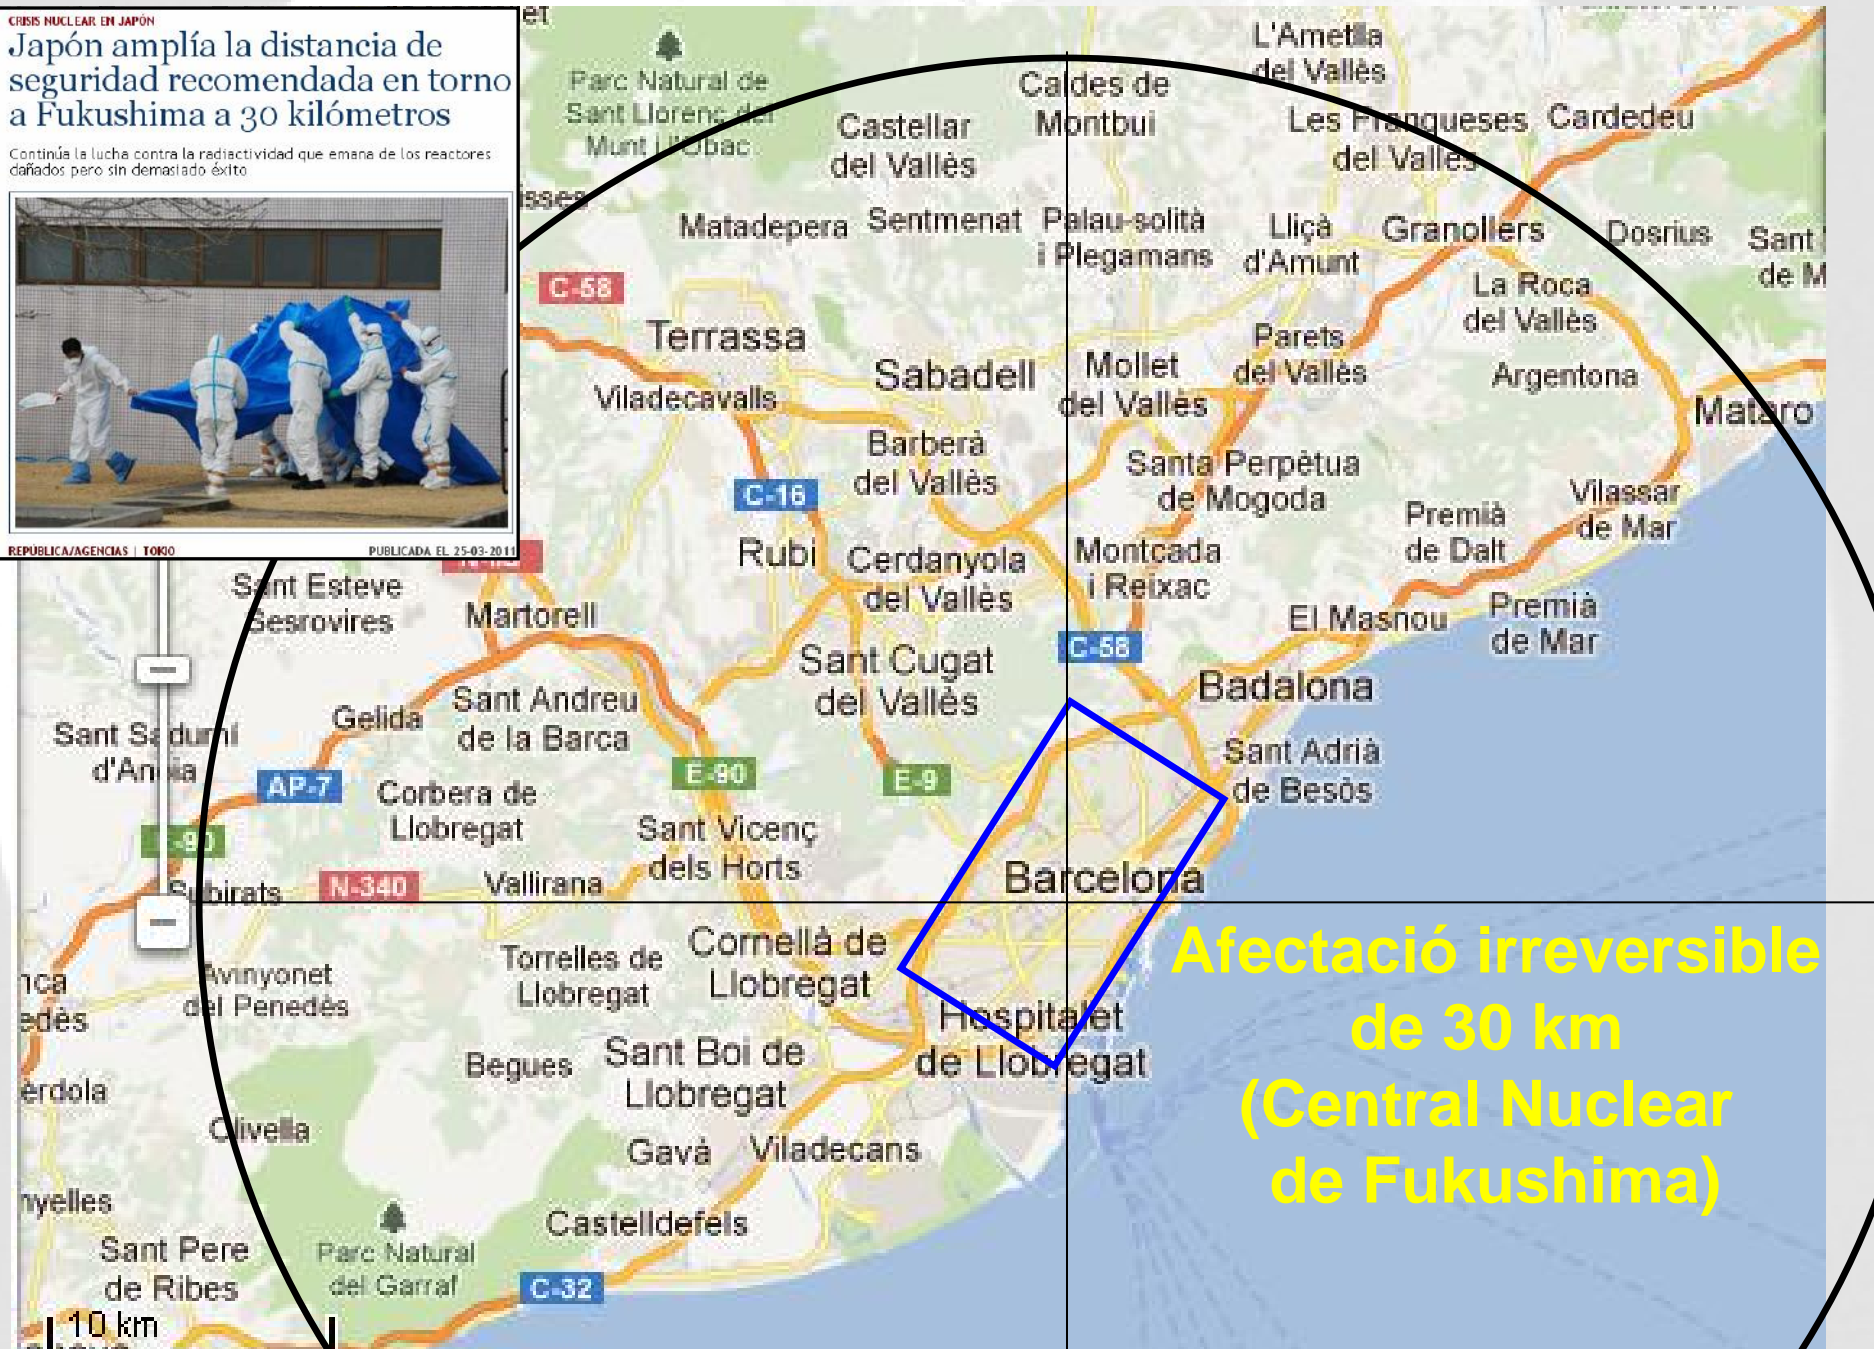 CRISIS NUCLEAR EN JAPÓN
Japón amplía la distancia de
seguridad recomendada en torno
a Fukushima a 30 kilómetros
Continúa la lucha contra la radiactividad que emana de los reactores
dañados pero sin demasiado éxito
REPÚBLICA/AGENCIAS | TOKIO
PUBLICADA EL 25-03-2011
Parc Natural de
Sant Llorenç del
Munt i l'Obac
Caldes de
Montbui
L'Ametlla
del Vallès
Les Franqueses
del Vallès
Cardedeu
Castellar
del Vallès
Matadepera
Sentmenat
Palau-solità
i Plegamans
Lliçà
d'Amunt
Granollers
Dosrius
Sant
C-58
La Roca
del Vallès
Terrassa
Parets
del Vallès
Sabadell
Mollet
del Vallès
Argentona
Viladecavalls
Mataro
Barberà
del Vallès
Santa Perpètua
de Mogoda
C-16
Vilassar
de Mar
Premià
de Dalt
Rubí
Cerdanyola
del Vallès
Montcada
i Reixac
Sant Esteve
Sesrovires
Martorell
El Masnou
Premià
de Mar
C-58
Sant Cugat
del Vallès
Badalona
Sant Andreu
de la Barca
Gelida
Sant Sadurní
d'Anoia
Sant Adrià
de Besòs
AP-7
E-90
E-9
Corbera de
Llobregat
Sant Vicenç
dels Horts
E-90
Barcelona
Subirats
N-340
Vallirana
Cornellà de
Llobregat
Torrelles de
Llobregat
Avinyonet
del Penedès
Hospitalet
de Llobregat
Begues
Sant Boi de
Llobregat
Olivella
Gavà
Viladecans
Castelldefels
Sant Pere
de Ribes
Parc Natural
del Garraf
C-32
10 km
Afectació irreversible
de 30 km
(Central Nuclear
de Fukushima)